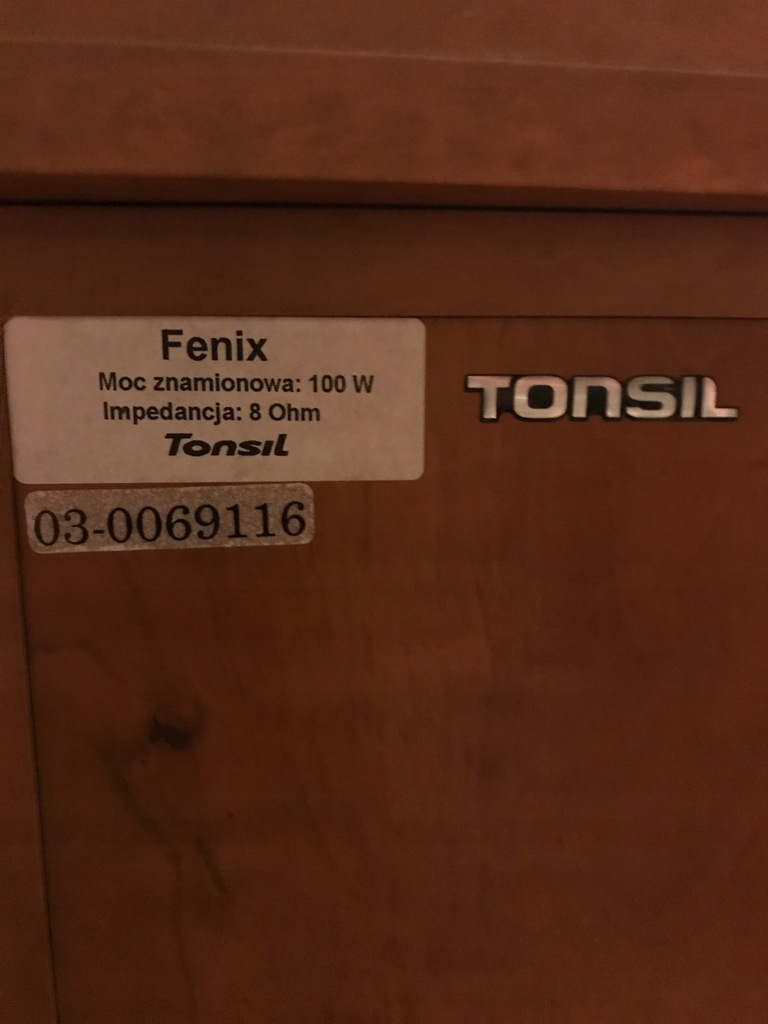 Fenix
Moc znamionowa: 100 W
Impedancja: 8 Ohm
Tonsil
TONSIL
03-0069116